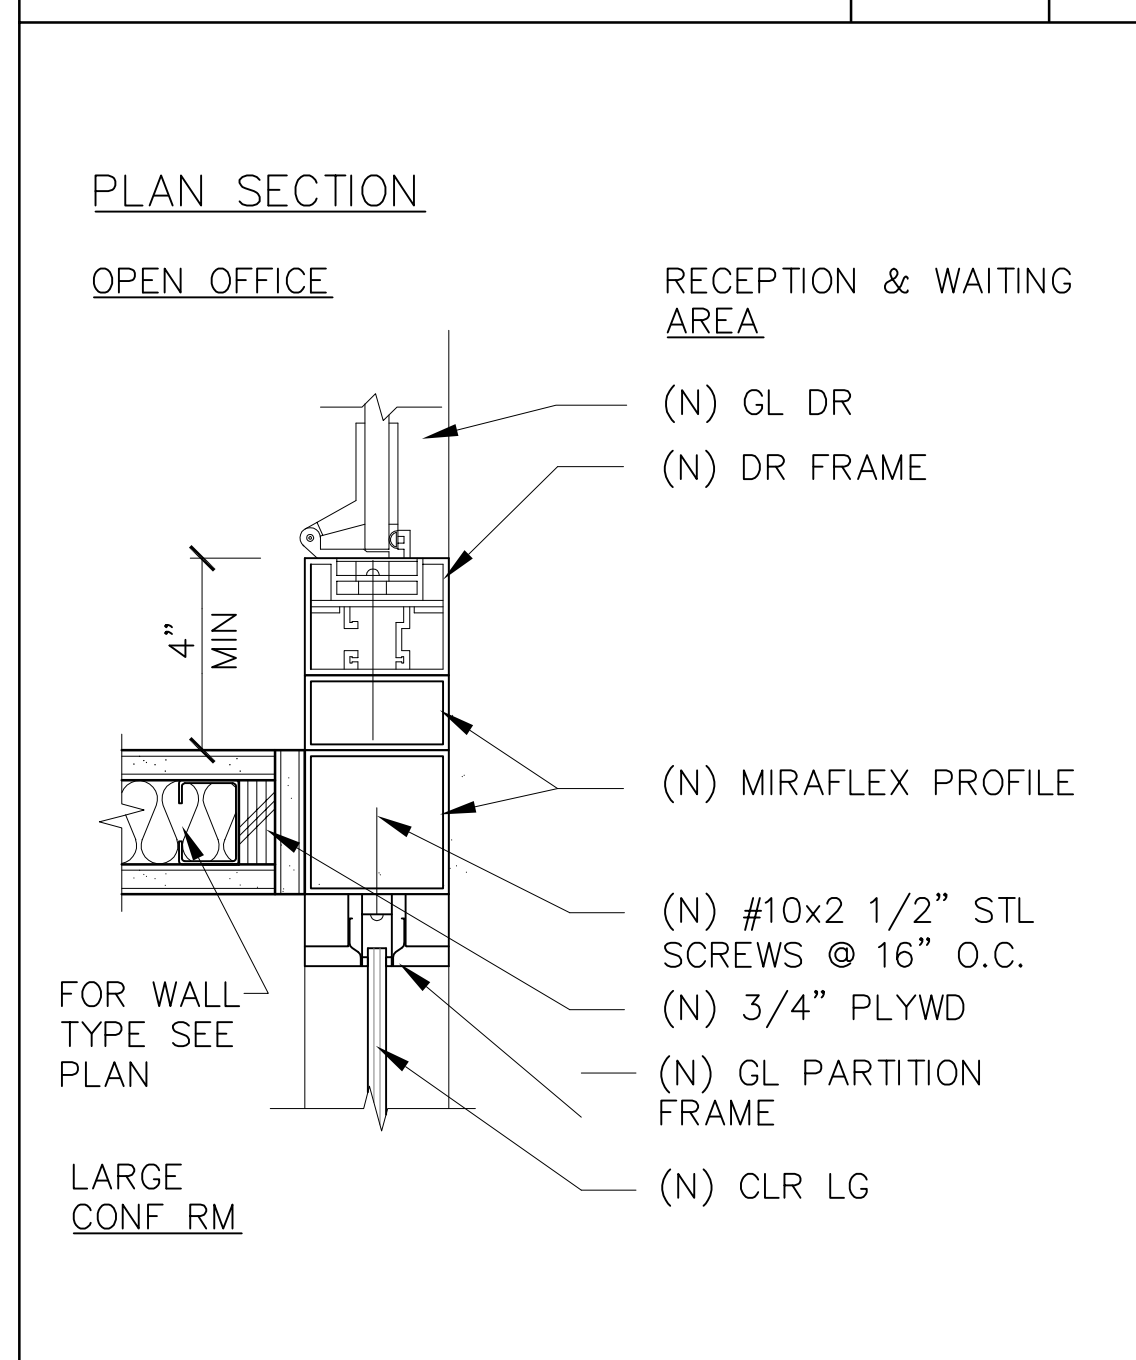 PLAN SECTION
OPEN OFFICE
RECEPTION & WAITING
AREA
(N) GL DR
(N) DR FRAME
4”
MIN
(N) MIRAFLEX PROFILE
(N) #10x2 1/2” STL
SCREWS @ 16” O.C.
(N) 3/4” PLYWD
FOR WALL
TYPE SEE
PLAN
(N) GL PARTITION
FRAME
(N) CLR LG
LARGE
CONF RM